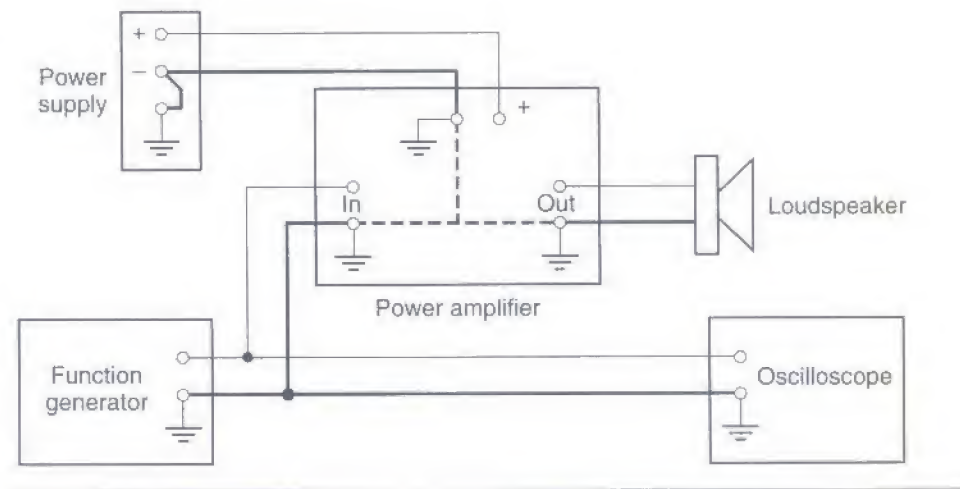 +
−
Power
supply
+
In
Out
Loudspeaker
Power amplifier
Function
generator
Oscilloscope